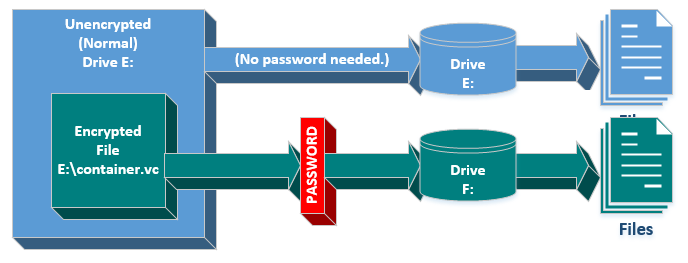 Unencrypted
(Normal)
Drive E:
(No password needed.)
Drive
E:
Encrypted
File
E:\container.vc
PASSWORD
Drive
F:
Files